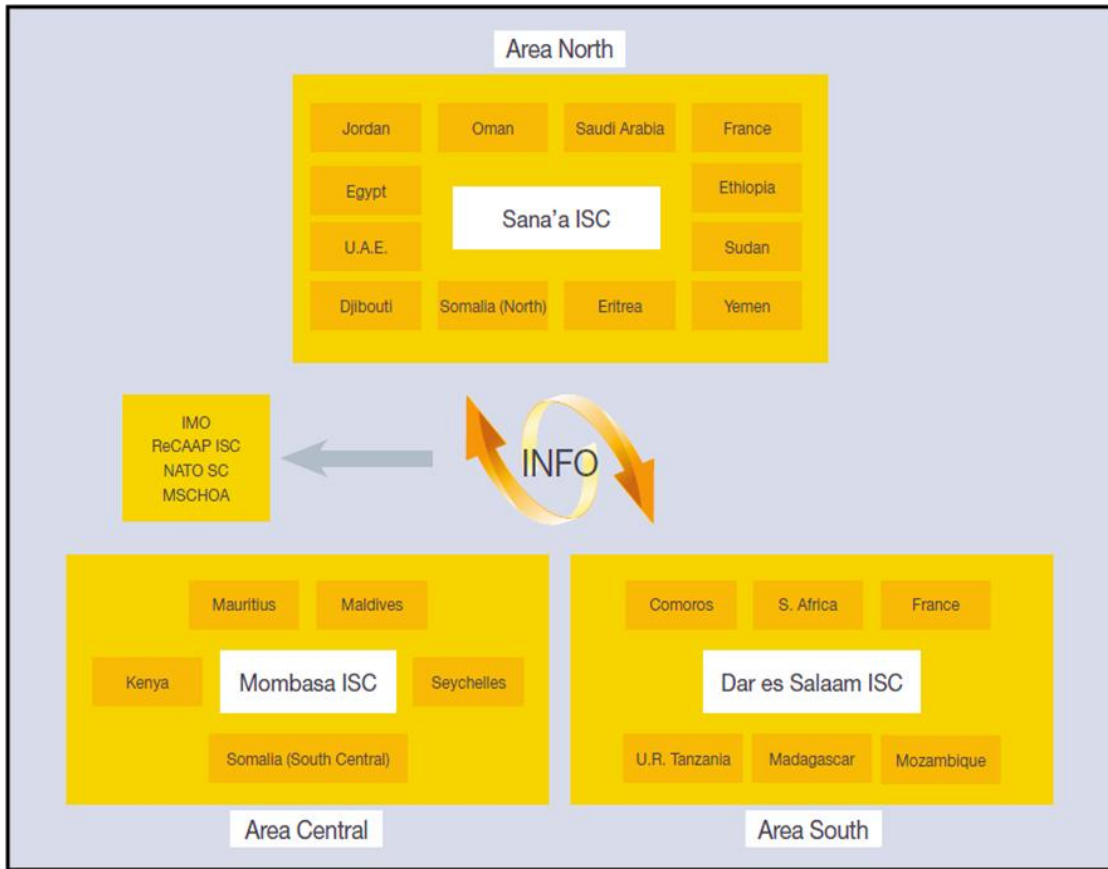 Area North
Jordan
Oman
Saudi Arabia
France
Egypt
Ethiopia
Sana'a ISC
U.A.E.
Sudan
Djibouti
Somalia (North)
Eritrea
Yemen
IMO
ReCAAP ISC
NATO SC
MSCHOA
INFO
Mauritius
Maldives
Kenya
Mombasa ISC
Seychelles
Somalia (South Central)
Area Central
Comoros
S. Africa
France
Dar es Salaam ISC
U.R. Tanzania
Madagascar
Mozambique
Area South